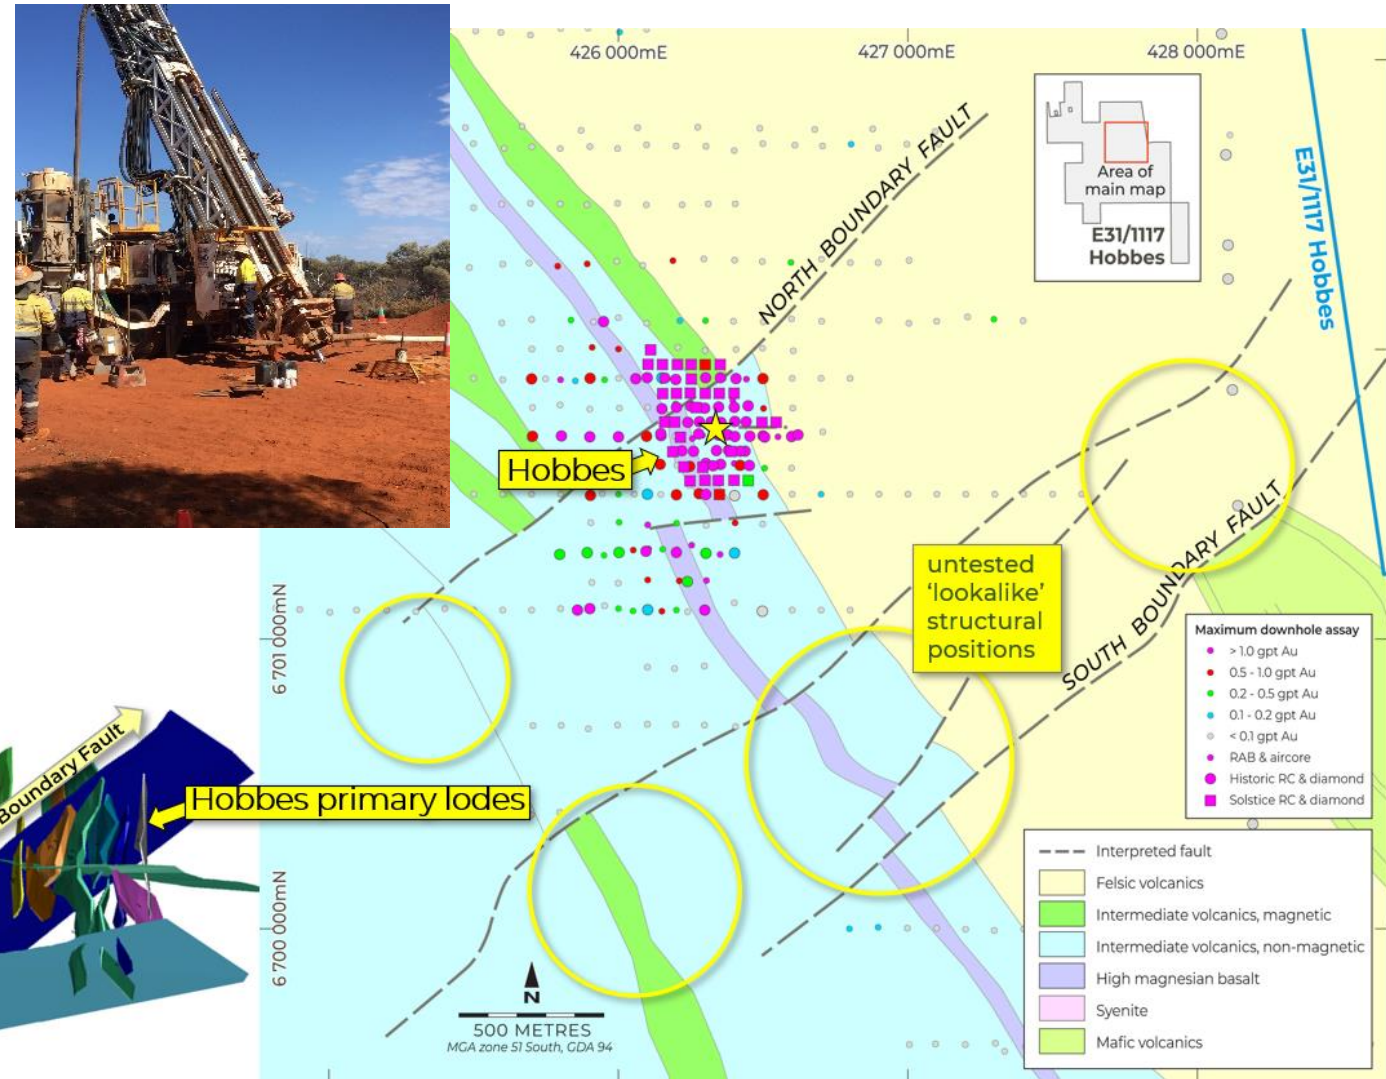 426 000mE
427 000mE
428 000mE
NORTH BOUNDARY FAULT
Area of
main map
E31/1117
Hobbes
E31/1117 Hobbes
Hobbes
untested
‘lookalike’
structural
positions
SOUTH BOUNDARY FAULT
6 701 000mN
Maximum downhole assay
> 1.0 gpt Au
0.5 - 1.0 gpt Au
0.2 - 0.5 gpt Au
0.1 - 0.2 gpt Au
< 0.1 gpt Au
RAB & aircore
Historic RC & diamond
Solstice RC & diamond
Boundary Fault
Hobbes primary lodes
6 700 000mN
Interpreted fault
Felsic volcanics
Intermediate volcanics, magnetic
Intermediate volcanics, non-magnetic
High magnesian basalt
Syenite
Mafic volcanics
N
500 METRES
MGA zone 51 South, GDA 94